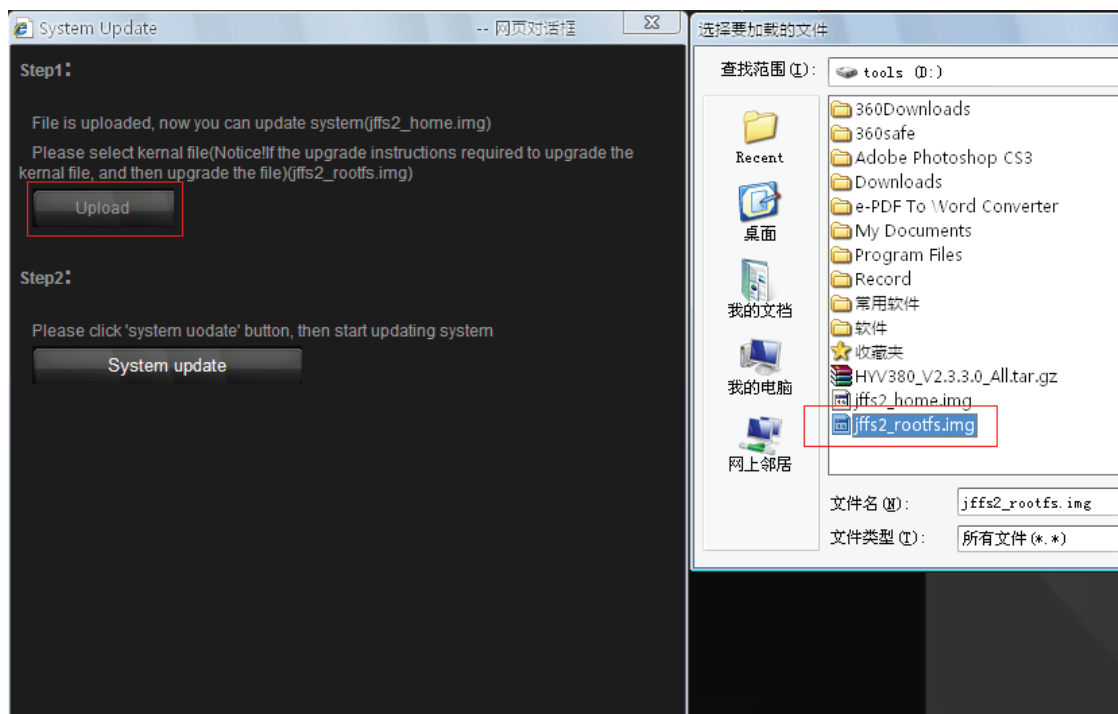 System Update
-- 网页对话框
Step1:
File is uploaded, now you can update system(jffs2_home.img)
Please select kernal file(Notice!If the upgrade instructions required to upgrade the
kernal file, and then upgrade the file)(jffs2_rootfs.img)
Upload
Step2:
Please click 'system uodate' button, then start updating system
System update
选择要加载的文件
查找范围(I):
tools (D:)
Recent
桌面
我的文档
我的电脑
网上邻居
360Downloads
360safe
Adobe Photoshop CS3
Downloads
e-PDF To Word Converter
My Documents
Program Files
Record
常用软件
软件
收藏夹
HYV380_V2.3.3.0_All.tar.gz
jffs2_home.img
jffs2_rootfs.img
文件名(N):
jffs2_rootfs.img
文件类型(T):
所有文件(*.*)